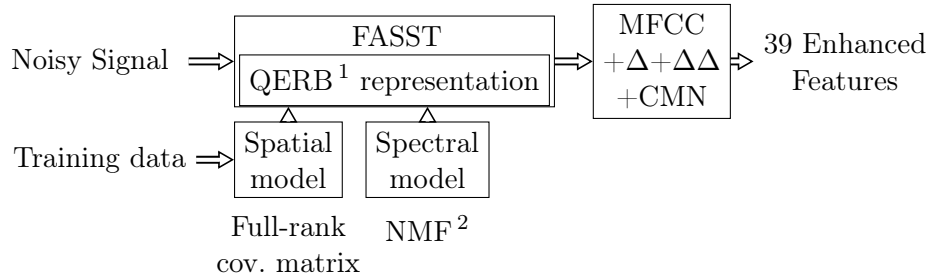 Noisy Signal
FASST
QERB 1 representation
MFCC
+Δ+ΔΔ
+CMN
39 Enhanced
Features
Training data
Spatial
model
Spectral
model
Full-rank
cov. matrix
NMF 2